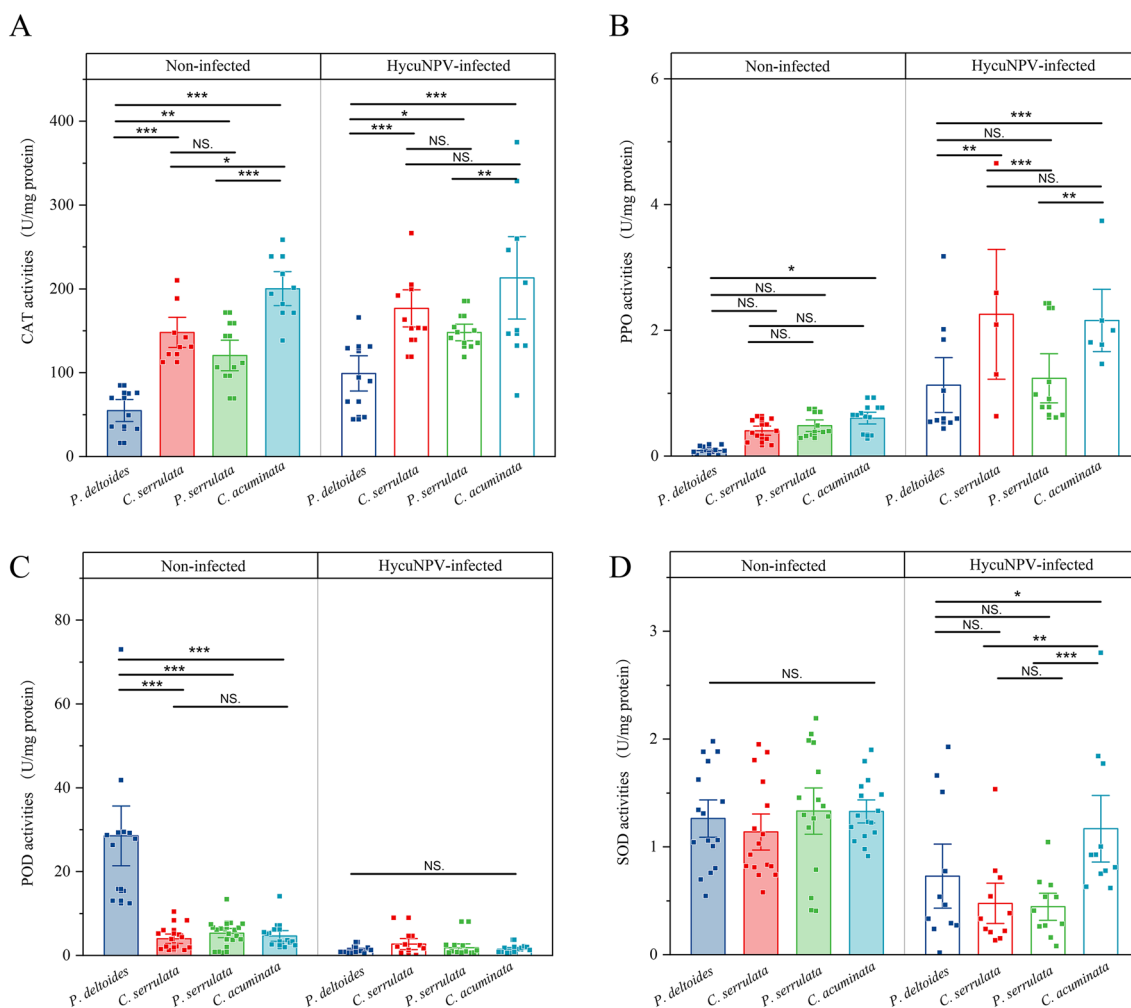 A
Non-infected
HycuNPV-infected
CAT activities (U/mg protein)
400
300
200
100
0
***
**
***
NS.
*
***
***
*
***
NS.
NS.
**
P. deltoides
C. serrulata
P. serrulata
C. acuminata
P. deltoides
C. serrulata
P. serrulata
C. acuminata
B
Non-infected
HycuNPV-infected
PPO activities (U/mg protein)
6
4
2
0
*
NS.
NS.
NS.
NS.
***
NS.
**
***
NS.
**
P. deltoides
C. serrulata
P. serrulata
C. acuminata
P. deltoides
C. serrulata
P. serrulata
C. acuminata
C
Non-infected
HycuNPV-infected
POD activities (U/mg protein)
80
60
40
20
0
***
***
***
NS.
NS.
P. deltoides
C. serrulata
P. serrulata
C. acuminata
P. deltoides
C. serrulata
P. serrulata
C. acuminata
D
Non-infected
HycuNPV-infected
SOD activities (U/mg protein)
3
2
1
0
NS.
*
NS.
NS.
**
***
NS.
P. deltoides
C. serrulata
P. serrulata
C. acuminata
P. deltoides
C. serrulata
P. serrulata
C. acuminata